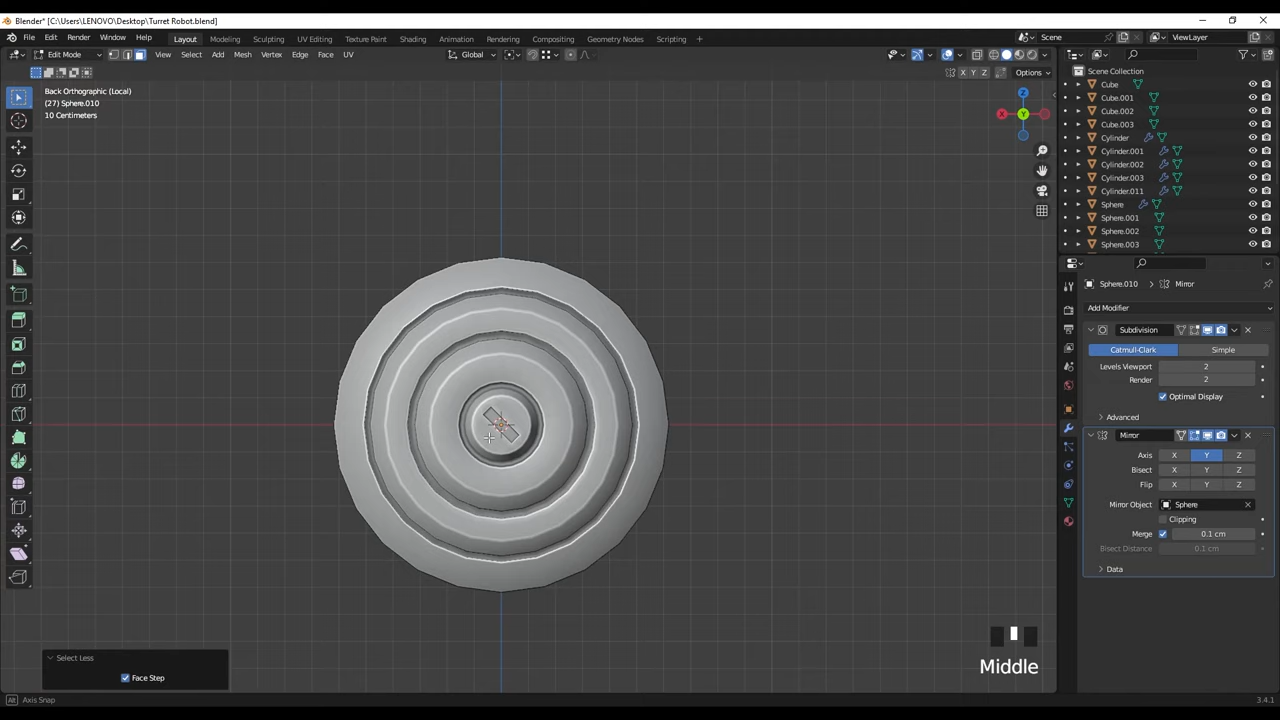 Blender* [C:\Users\LENOVO\Desktop\Turret Robot.blend]
File Edit Render Window Help Layout Modeling Sculpting UV Editing Texture Paint Shading Animation Rendering Compositing Geometry Nodes Scripting Scene ViewLayer
Edit Mode View Select Add Mesh Vertex Edge Face UV Global
X Y Z Options
Back Orthographic (Local)
(27) Sphere.010
10 Centimeters
Z
X Y
Scene Collection
Cube
Cube.001
Cube.002
Cube.003
Cylinder
Cylinder.001
Cylinder.002
Cylinder.003
Cylinder.011
Sphere
Sphere.001
Sphere.002
Sphere.003
Sphere.010 Mirror
Add Modifier
Subdivision
Catmull-Clark Simple
Levels Viewport 2
Render 2
Optimal Display
Advanced
Mirror
Axis X Y Z
Bisect X Y Z
Flip X Y Z
Mirror Object Sphere
Clipping
Merge 0.1 cm
Bisect Distance 0.1 cm
Data
Select Less
Face Step
Middle
Alt Axis Snap
3.4.1